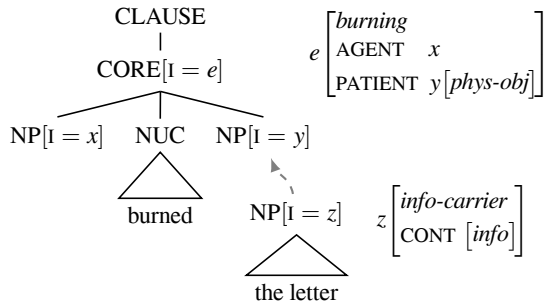 CLAUSE
CORE[I = e]
NP[I = x] NUC NP[I = y]
burned
NP[I = z]
the letter
e [burning
AGENT x
PATIENT y[phys-obj]]
z [info-carrier
CONT [info]]